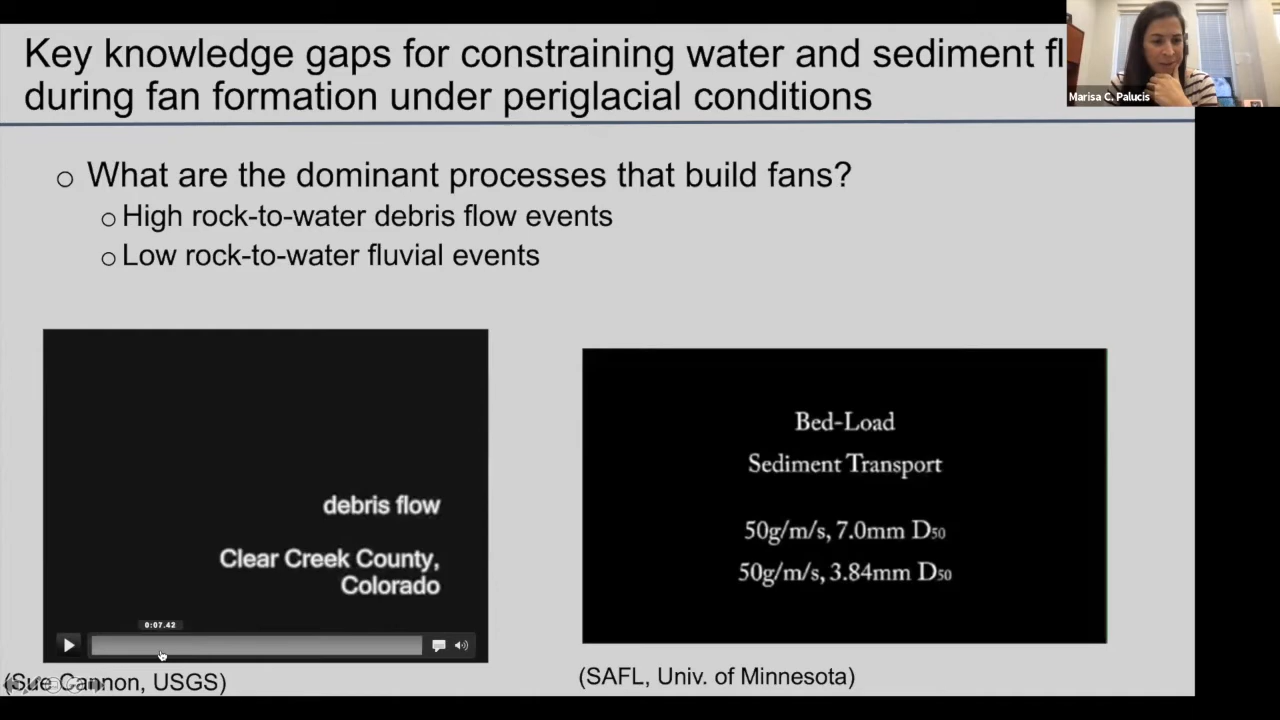 Key knowledge gaps for constraining water and sediment fl
during fan formation under periglacial conditions
Marisa C. Palucis
o What are the dominant processes that build fans?
o High rock-to-water debris flow events
o Low rock-to-water fluvial events
debris flow
Clear Creek County,
Colorado
0:07.42
(Sue Cannon, USGS)
Bed-Load
Sediment Transport
50g/m/s, 7.0mm D50
50g/m/s, 3.84mm D50
(SAFL, Univ. of Minnesota)